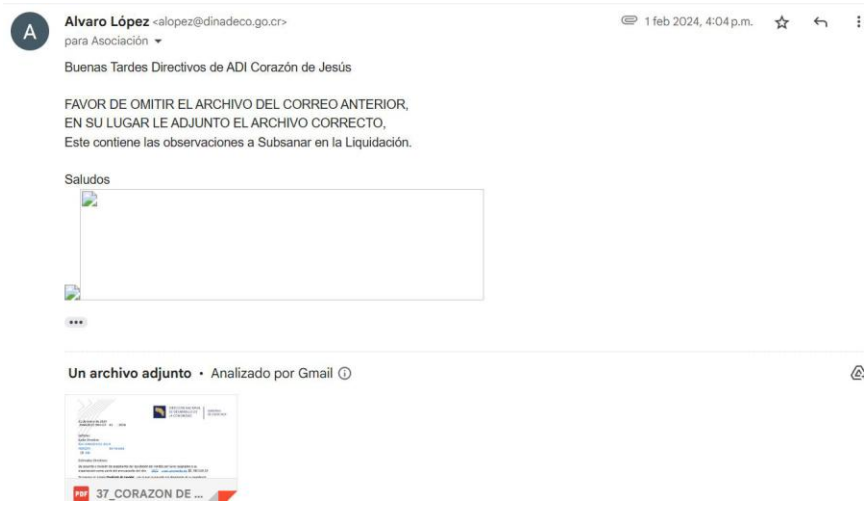 A
Alvaro López <alopez@dinadeco.go.cr>
1 feb 2024, 4:04 p.m.
para Asociación
Buenas Tardes Directivos de ADI Corazón de Jesús
FAVOR DE OMITIR EL ARCHIVO DEL CORREO ANTERIOR,
EN SU LUGAR LE ADJUNTO EL ARCHIVO CORRECTO,
Este contiene las observaciones a Subsanar en la Liquidación.
Saludos
Un archivo adjunto • Analizado por Gmail
PDF 37_CORAZON DE ...